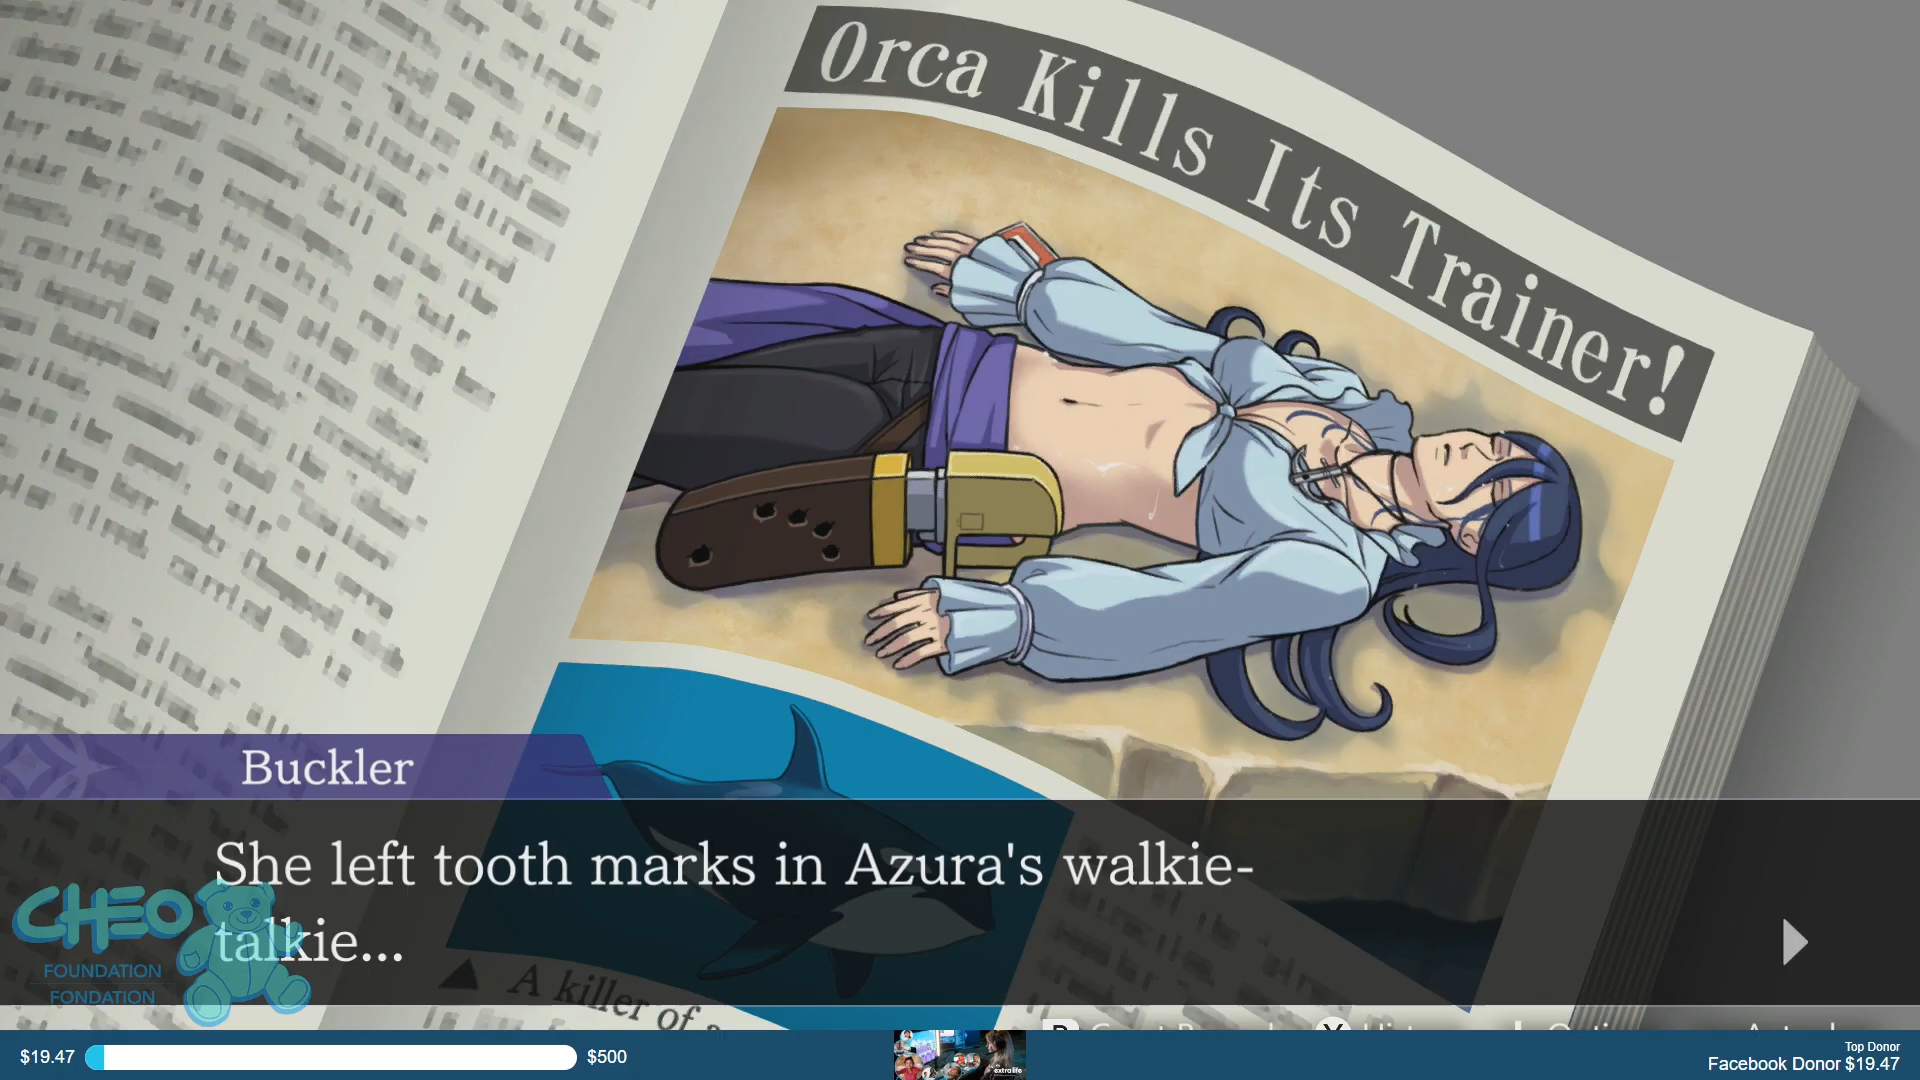 Orca Kills Its Trainer!
Buckler
She left tooth marks in Azura's walkie-
talkie...
CHEO
FOUNDATION
FONDATION
A killer of a
$19.47
$500
extralife
Top Donor
Facebook Donor $19.47